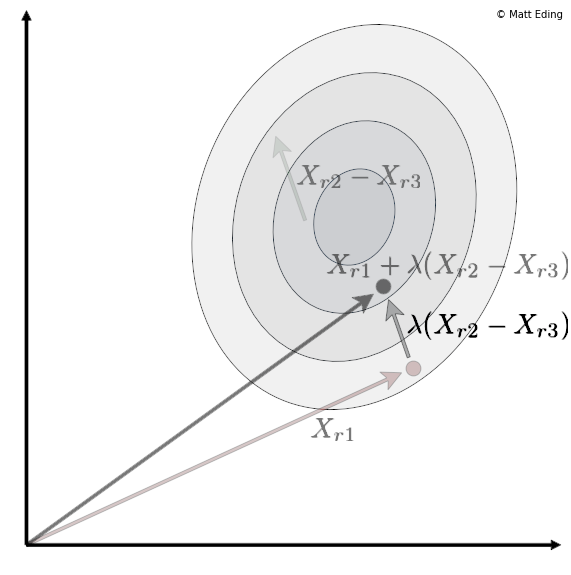 © Matt Eding
X_{r2} − X_{r3}
X_{r1} + λ(X_{r2} − X_{r3})
λ(X_{r2} − X_{r3})
X_{r1}